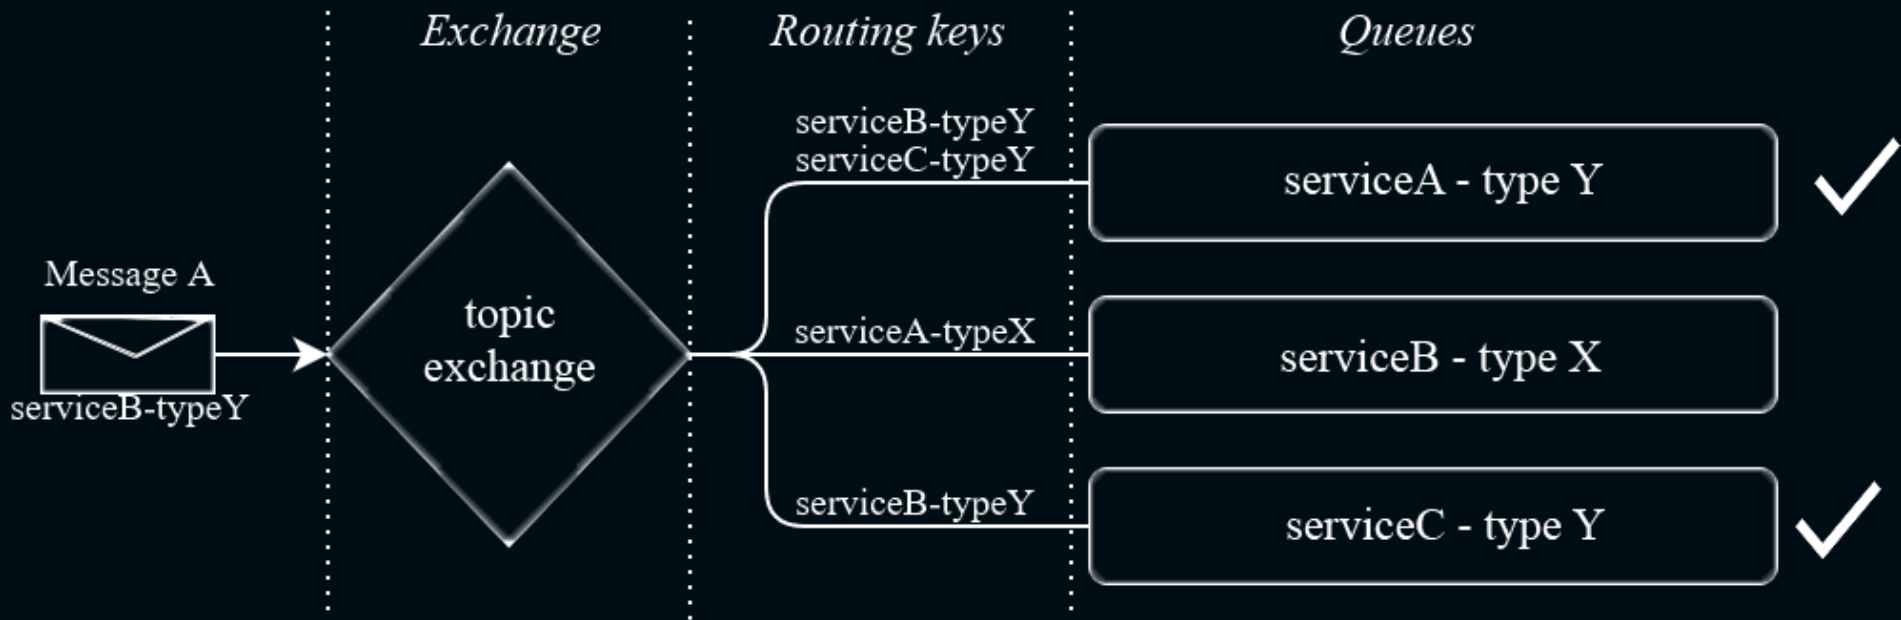 Exchange
Routing keys
Queues
Message A
serviceB-typeY
topic
exchange
serviceB-typeY
serviceC-typeY
serviceA-typeX
serviceB-typeY
serviceA - type Y
serviceB - type X
serviceC - type Y